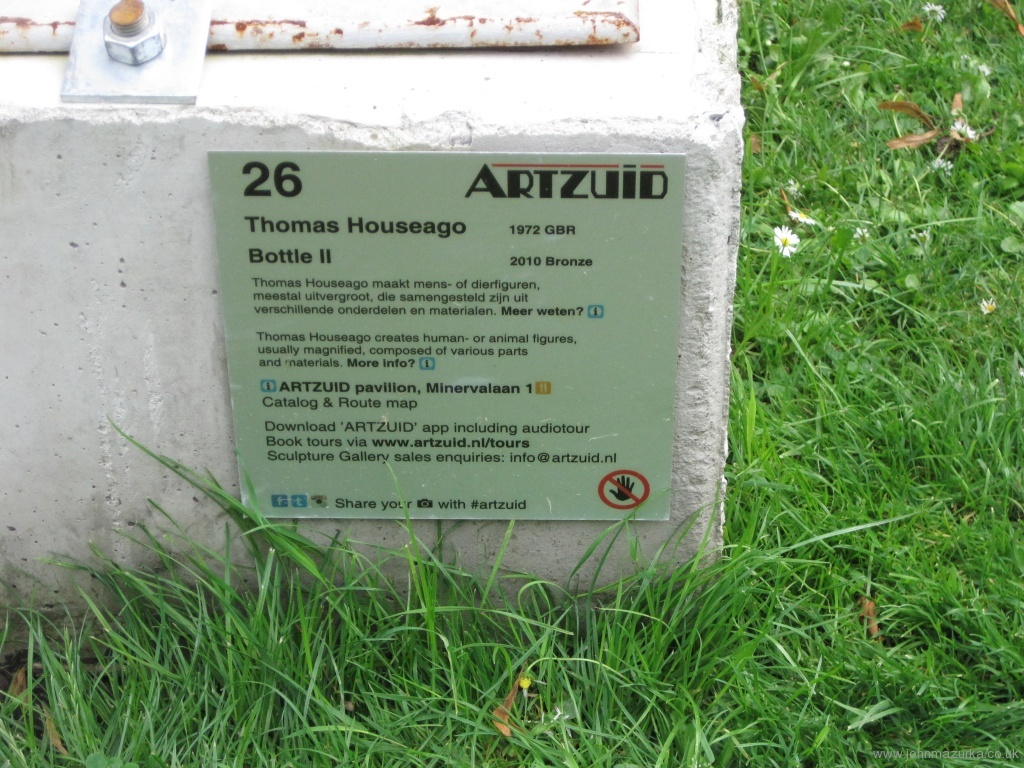 26 ARTZUID
Thomas Houseago 1972 GBR
Bottle II 2010 Bronze
Thomas Houseago maakt mens- of dierfiguren,
meestal uitvergroot, die samengesteld zijn uit
verschillende onderdelen en materialen. Meer weten? i
Thomas Houseago creates human- or animal figures,
usually magnified, composed of various parts
and materials. More info? i
i ARTZUID pavilion, Minervalaan 1
Catalog & Route map
Download 'ARTZUID' app including audiotour
Book tours via www.artzuid.nl/tours
Sculpture Gallery sales enquiries: info@artzuid.nl
f t Share your with #artzuid
www.jennmazurka.co.uk